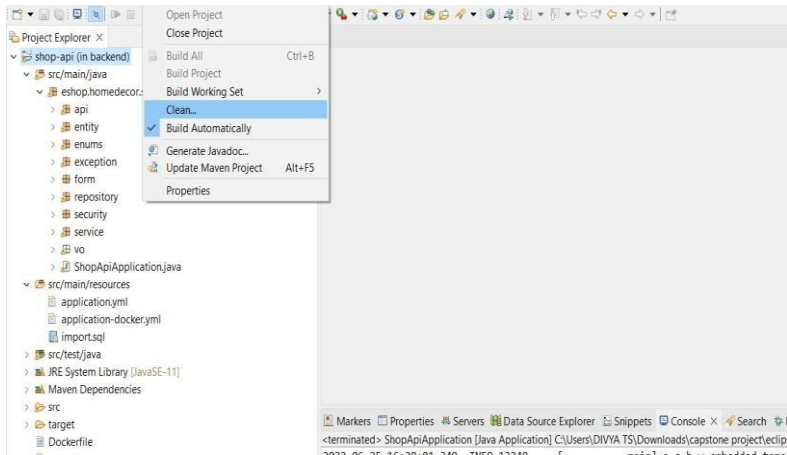 Open Project
Close Project
Build All Ctrl+B
Build Project
Build Working Set
Clean...
Build Automatically
Generate Javadoc...
Update Maven Project Alt+F5
Properties
Project Explorer
shop-api (in backend)
src/main/java
eshop.homedecor.
api
entity
enums
exception
form
repository
security
service
vo
ShopApiApplication.java
src/main/resources
application.yml
application-docker.yml
import.sql
src/test/java
JRE System Library [JavaSE-11]
Maven Dependencies
src
target
Dockerfile
Markers Properties Servers Data Source Explorer Snippets Console Search
<terminated> ShopApiApplication [Java Application] C:\Users\DIVYA TS\Downloads\capstone project\eclip